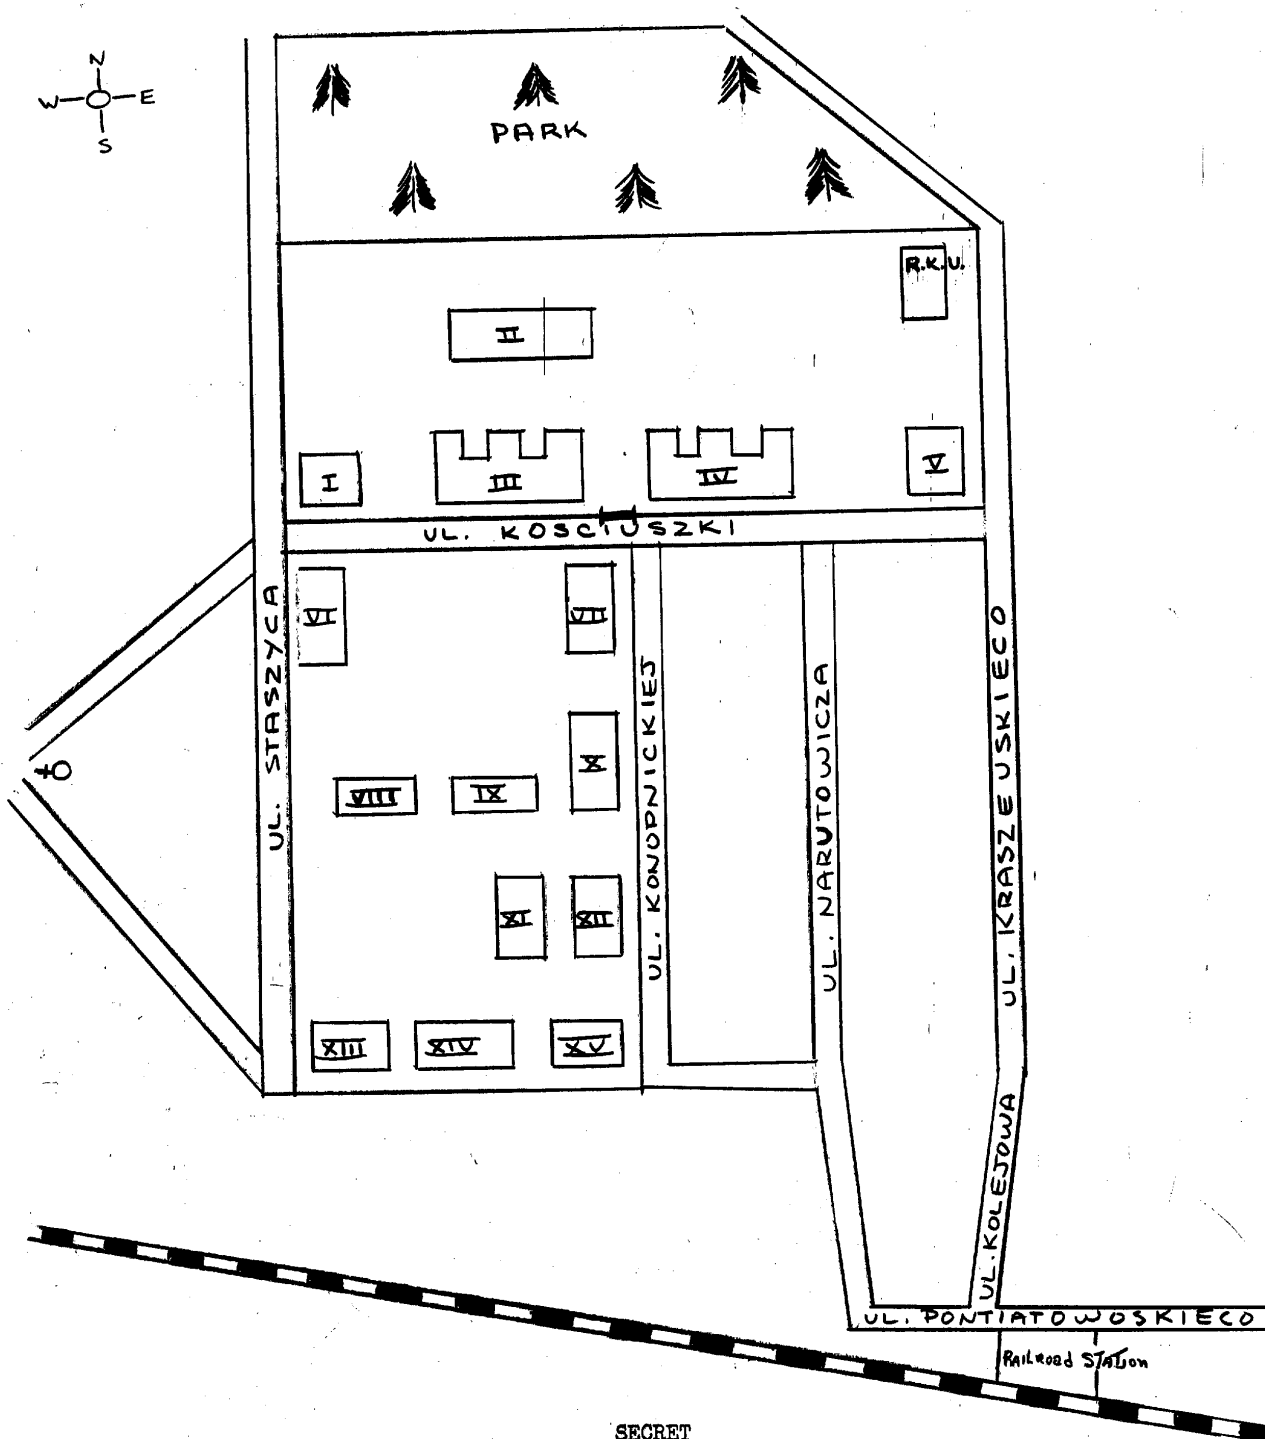 N
W E
S
PARK
R.K.U.
II
I
III
IV
V
UL. KOSCIUSZKI
VI
VII
UL. STASZYCA
UL. KONOPNICKIEJ
UL. NARUTOWICZA
UL. KRASZEUSKIECO
X
VIII
IX
XI
XII
XIII
XIV
XV
UL. KOLEJOWA
UL. PONTIATOWOSKIECO
RAILROAD STATION
SECRET